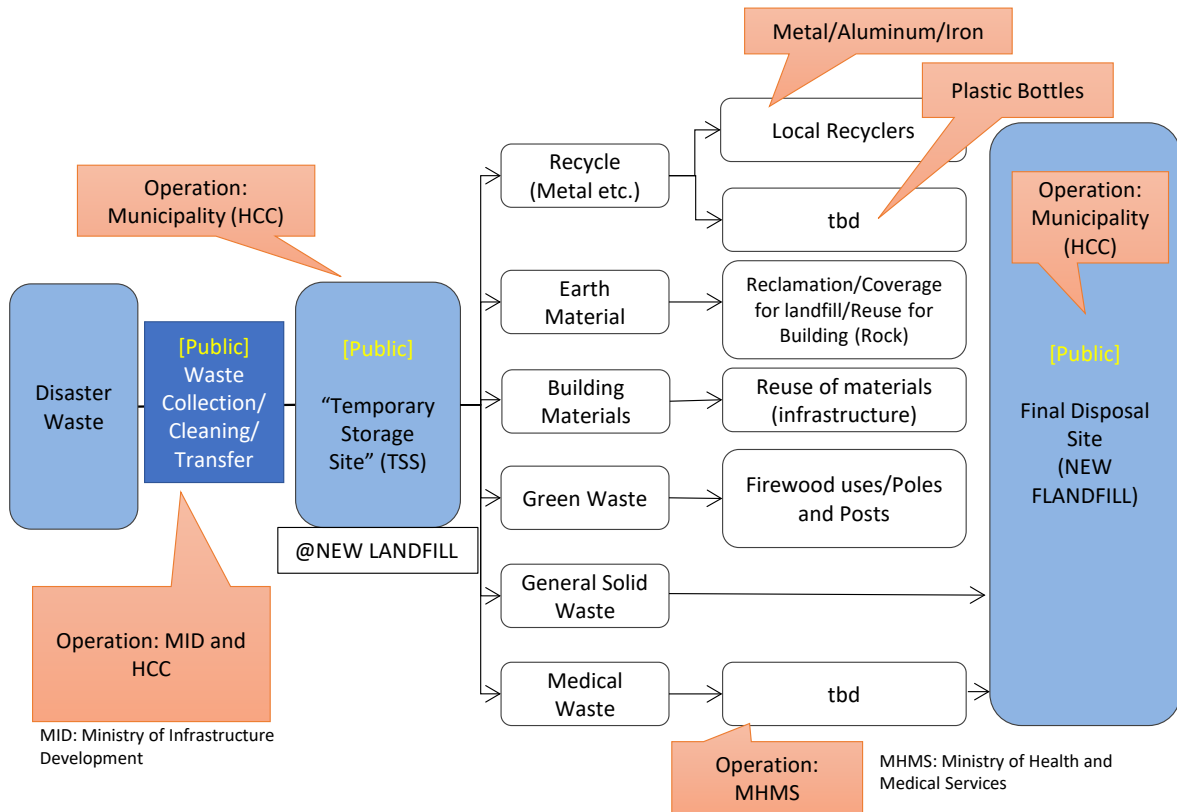 Metal/Aluminum/Iron
Plastic Bottles
Local Recyclers
Recycle
(Metal etc.)
Operation:
Municipality (HCC)
Operation:
Municipality
(HCC)
tbd
Earth
Material
Reclamation/Coverage
for landfill/Reuse for
Building (Rock)
Disaster
Waste
[Public]
Waste
Collection/
Cleaning/
Transfer
[Public]
“Temporary
Storage
Site” (TSS)
@NEW LANDFILL
Building
Materials
Reuse of materials
(infrastructure)
[Public]
Final Disposal
Site
(NEW
FLANDFILL)
Green Waste
Firewood uses/Poles
and Posts
General Solid
Waste
Operation: MID and
HCC
Medical
Waste
tbd
MID: Ministry of Infrastructure
Development
Operation:
MHMS
MHMS: Ministry of Health and
Medical Services